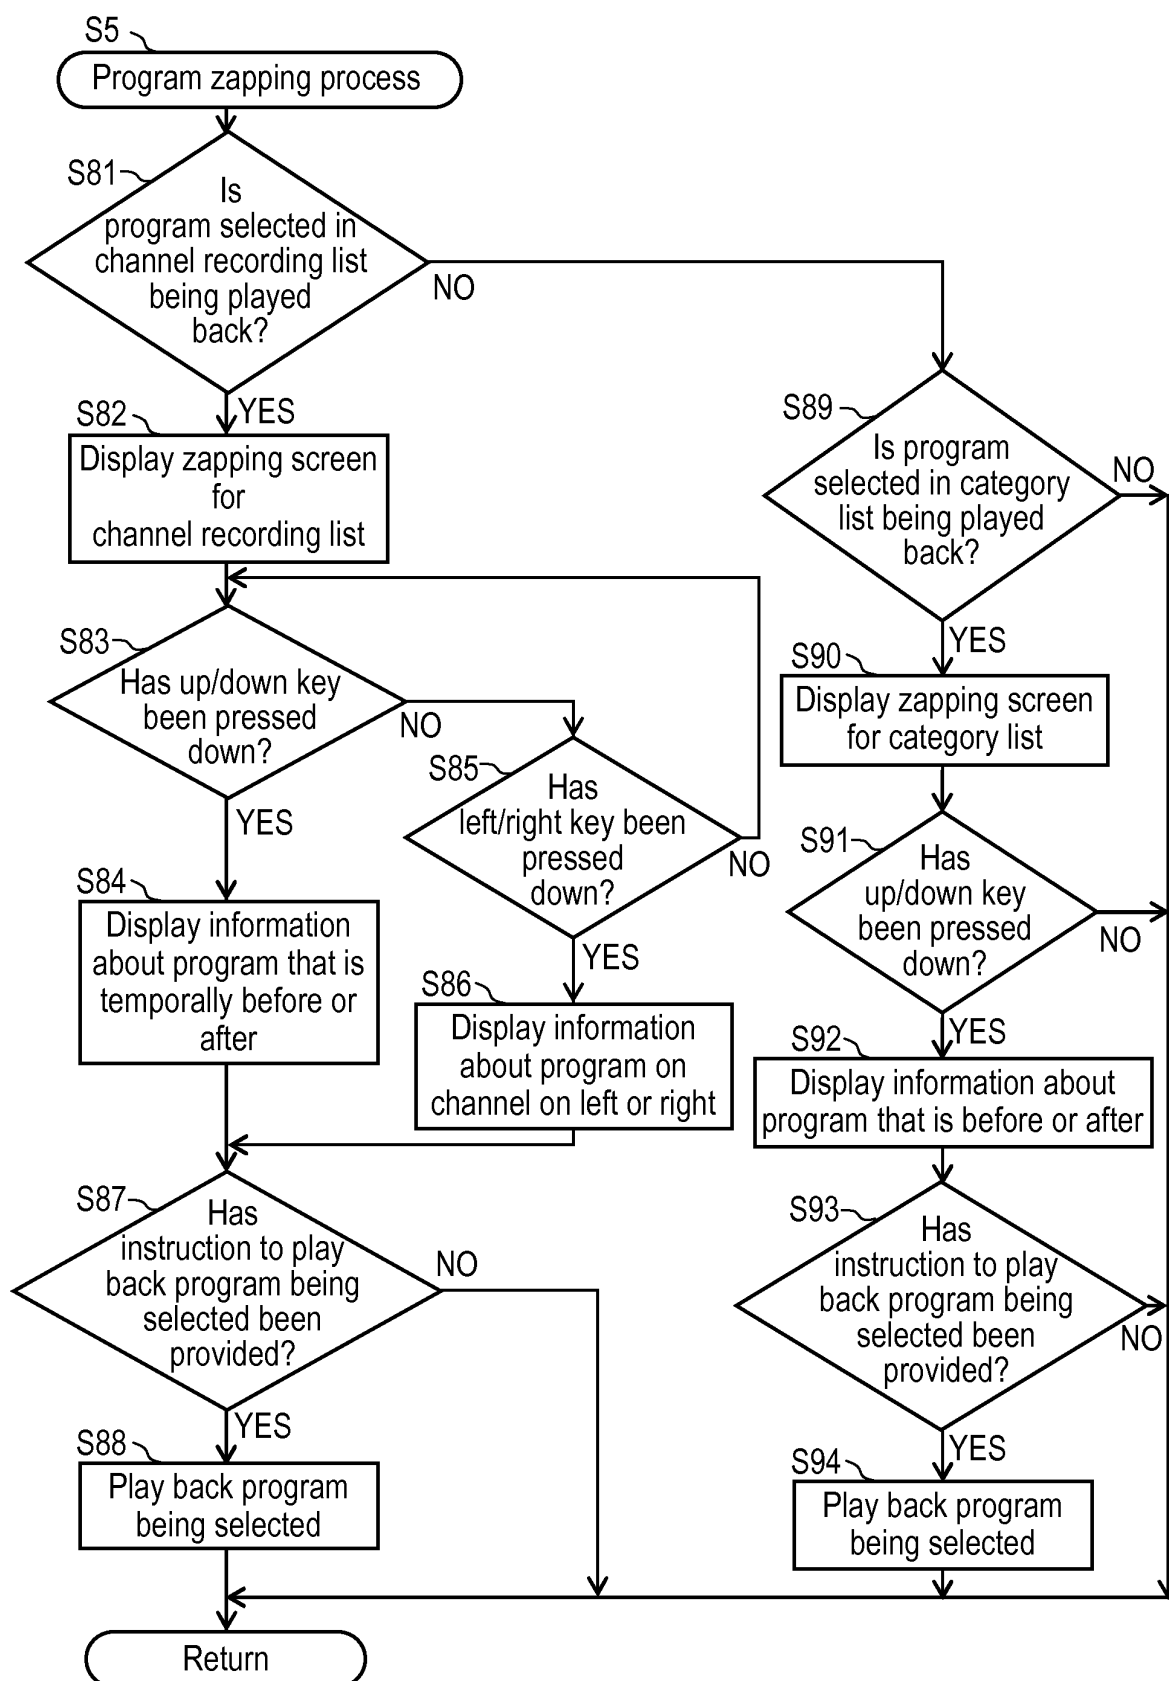 S5
Program zapping process
S81
Is
program selected in
channel recording list
being played
back?
NO
YES
S82
Display zapping screen
for
channel recording list
S83
Has up/down key
been pressed
down?
NO
YES
S84
Display information
about program that is
temporally before or
after
S85
Has
left/right key been
pressed
down?
NO
YES
S86
Display information
about program on
channel on left or right
S87
Has
instruction to play
back program being
selected been
provided?
NO
YES
S88
Play back program
being selected
S89
Is program
selected in category
list being played
back?
NO
YES
S90
Display zapping screen
for category list
S91
Has
up/down key
been pressed
down?
NO
YES
S92
Display information about
program that is before or after
S93
Has
instruction to play
back program being
selected been
provided?
NO
YES
S94
Play back program
being selected
Return